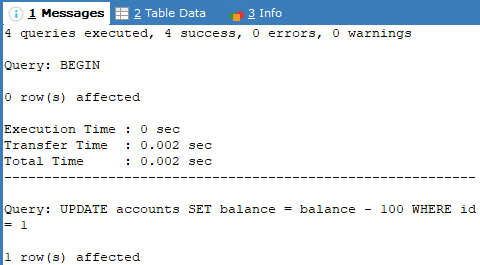 1 Messages 2 Table Data 3 Info
4 queries executed, 4 success, 0 errors, 0 warnings
Query: BEGIN
0 row(s) affected
Execution Time : 0 sec
Transfer Time  : 0.002 sec
Total Time     : 0.002 sec
---------------------------------------------------------
Query: UPDATE accounts SET balance = balance - 100 WHERE id
= 1
1 row(s) affected